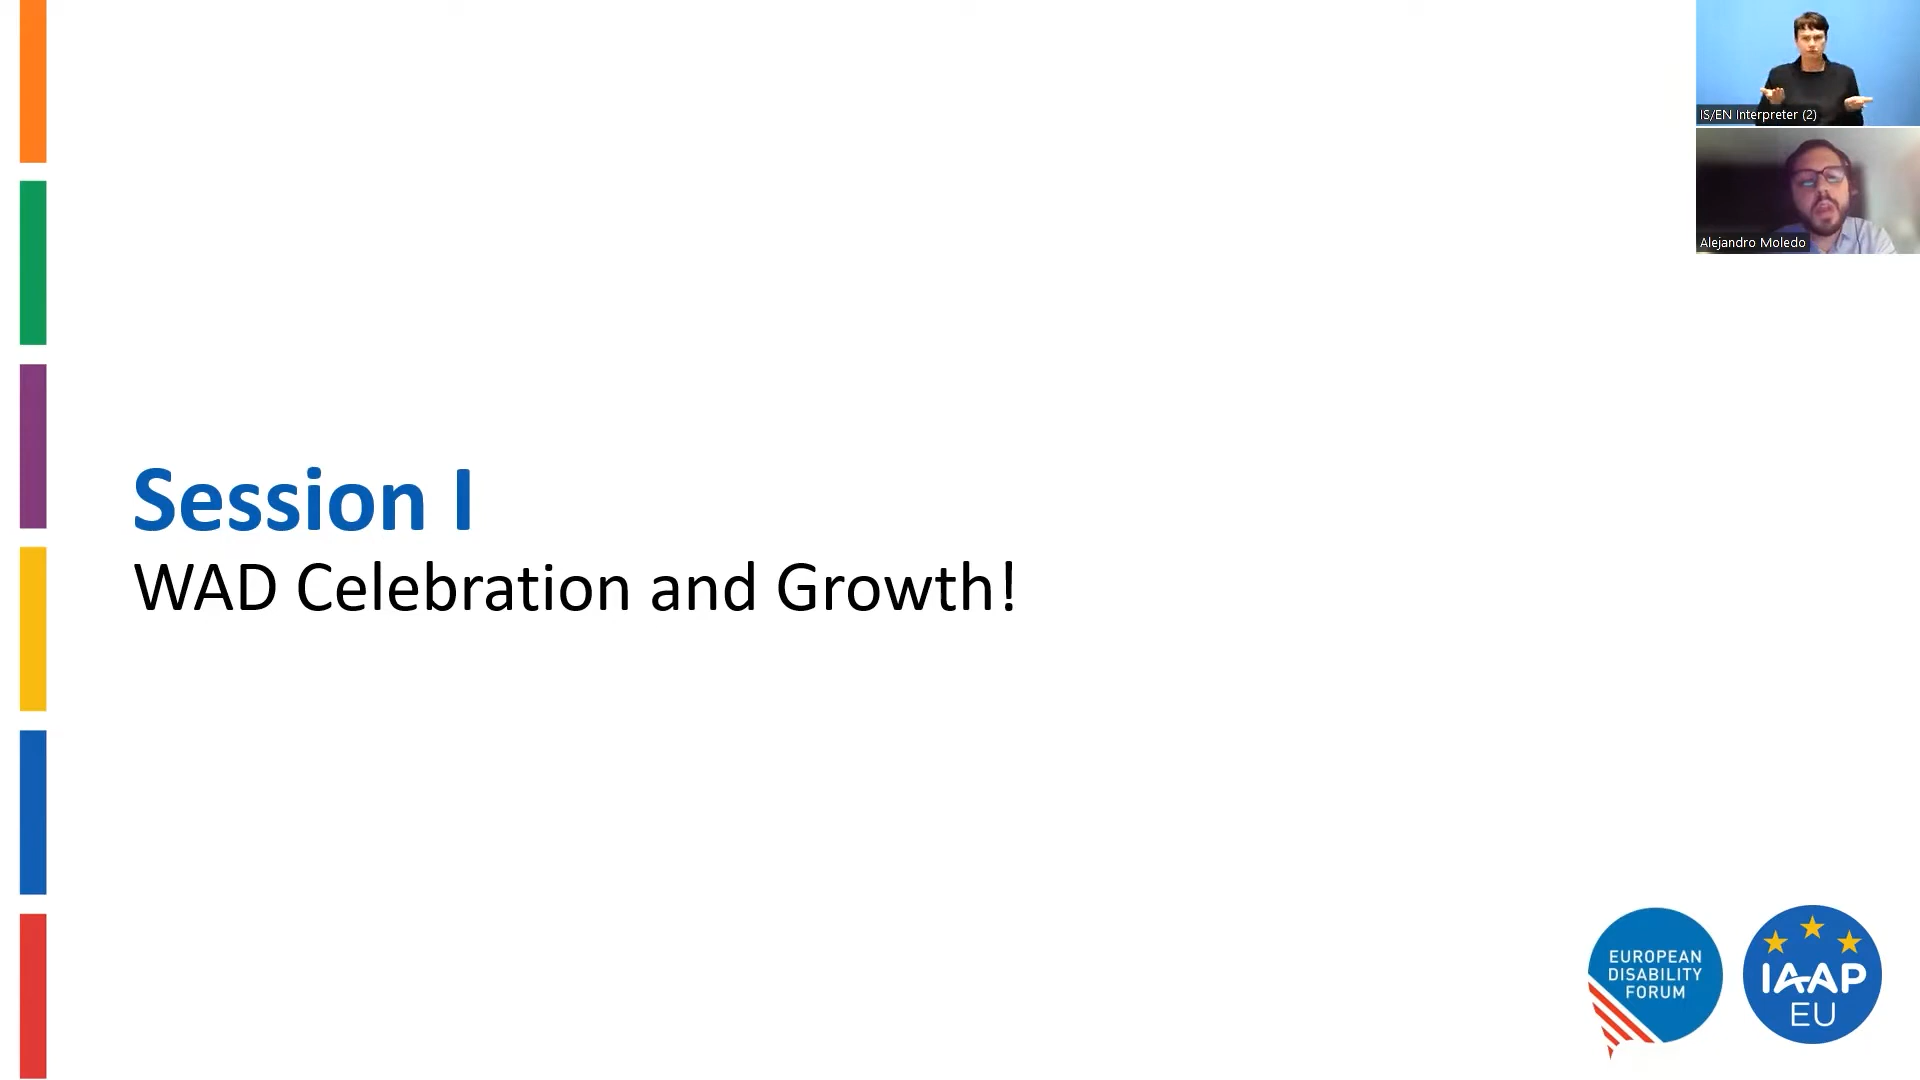 IS/EN Interpreter (2)
Alejandro Moledo
Session I
WAD Celebration and Growth!
EUROPEAN
DISABILITY
FORUM
IAAP
EU